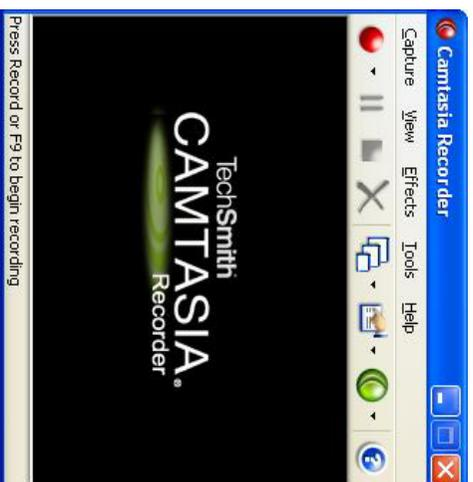 Camtasia Recorder
Capture View Effects Tools Help
TechSmith
CAMTASIA®
Recorder
Press Record or F9 to begin recording